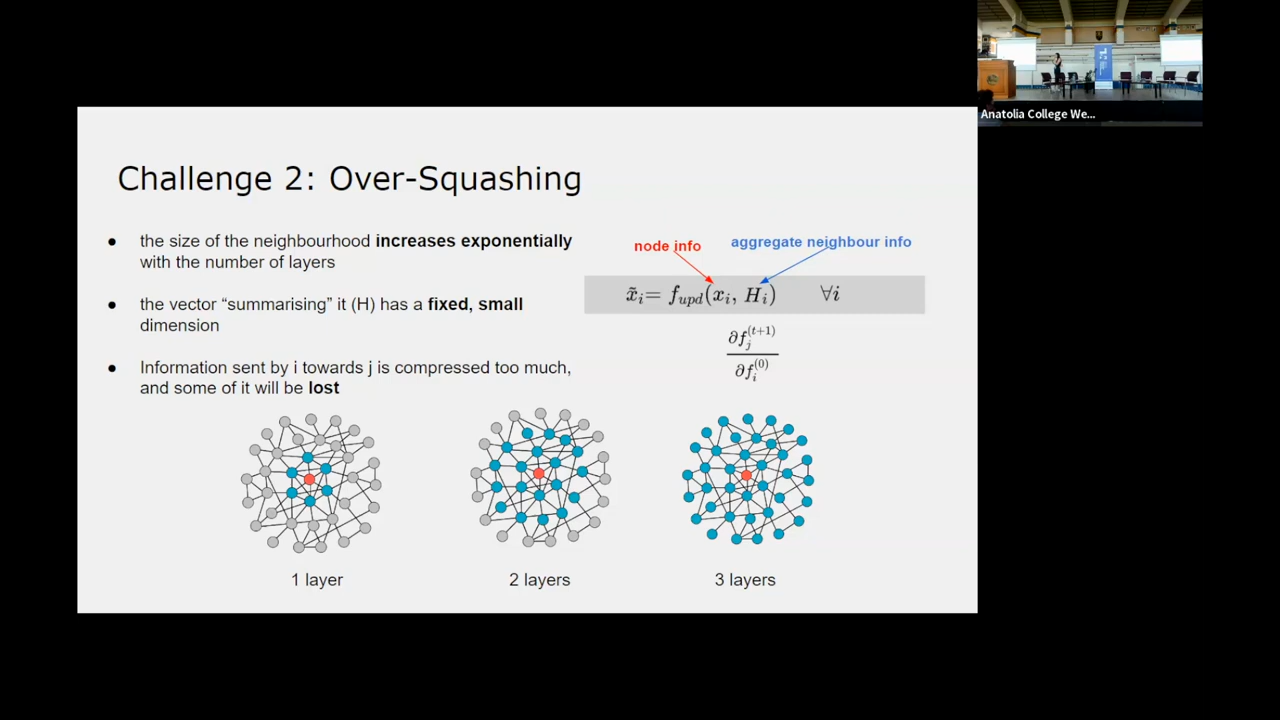 Anatolia College We...
Challenge 2: Over-Squashing
● the size of the neighbourhood increases exponentially
with the number of layers
● the vector “summarising” it (H) has a fixed, small
dimension
● Information sent by i towards j is compressed too much,
and some of it will be lost
node info
aggregate neighbour info
x̃ᵢ= f_upd(xᵢ, Hᵢ) ∀i
∂f_j^(t+1)
∂f_i^(0)
1 layer
2 layers
3 layers